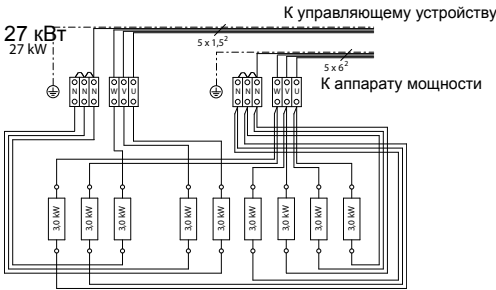 К управляющему устройству
27 кВт
27 kW
5 x 1,5²
5 x 6²
К аппарату мощности
N N N W V U
N N N W V U
3,0 kW 3,0 kW 3,0 kW 3,0 kW 3,0 kW 3,0 kW 3,0 kW 3,0 kW 3,0 kW